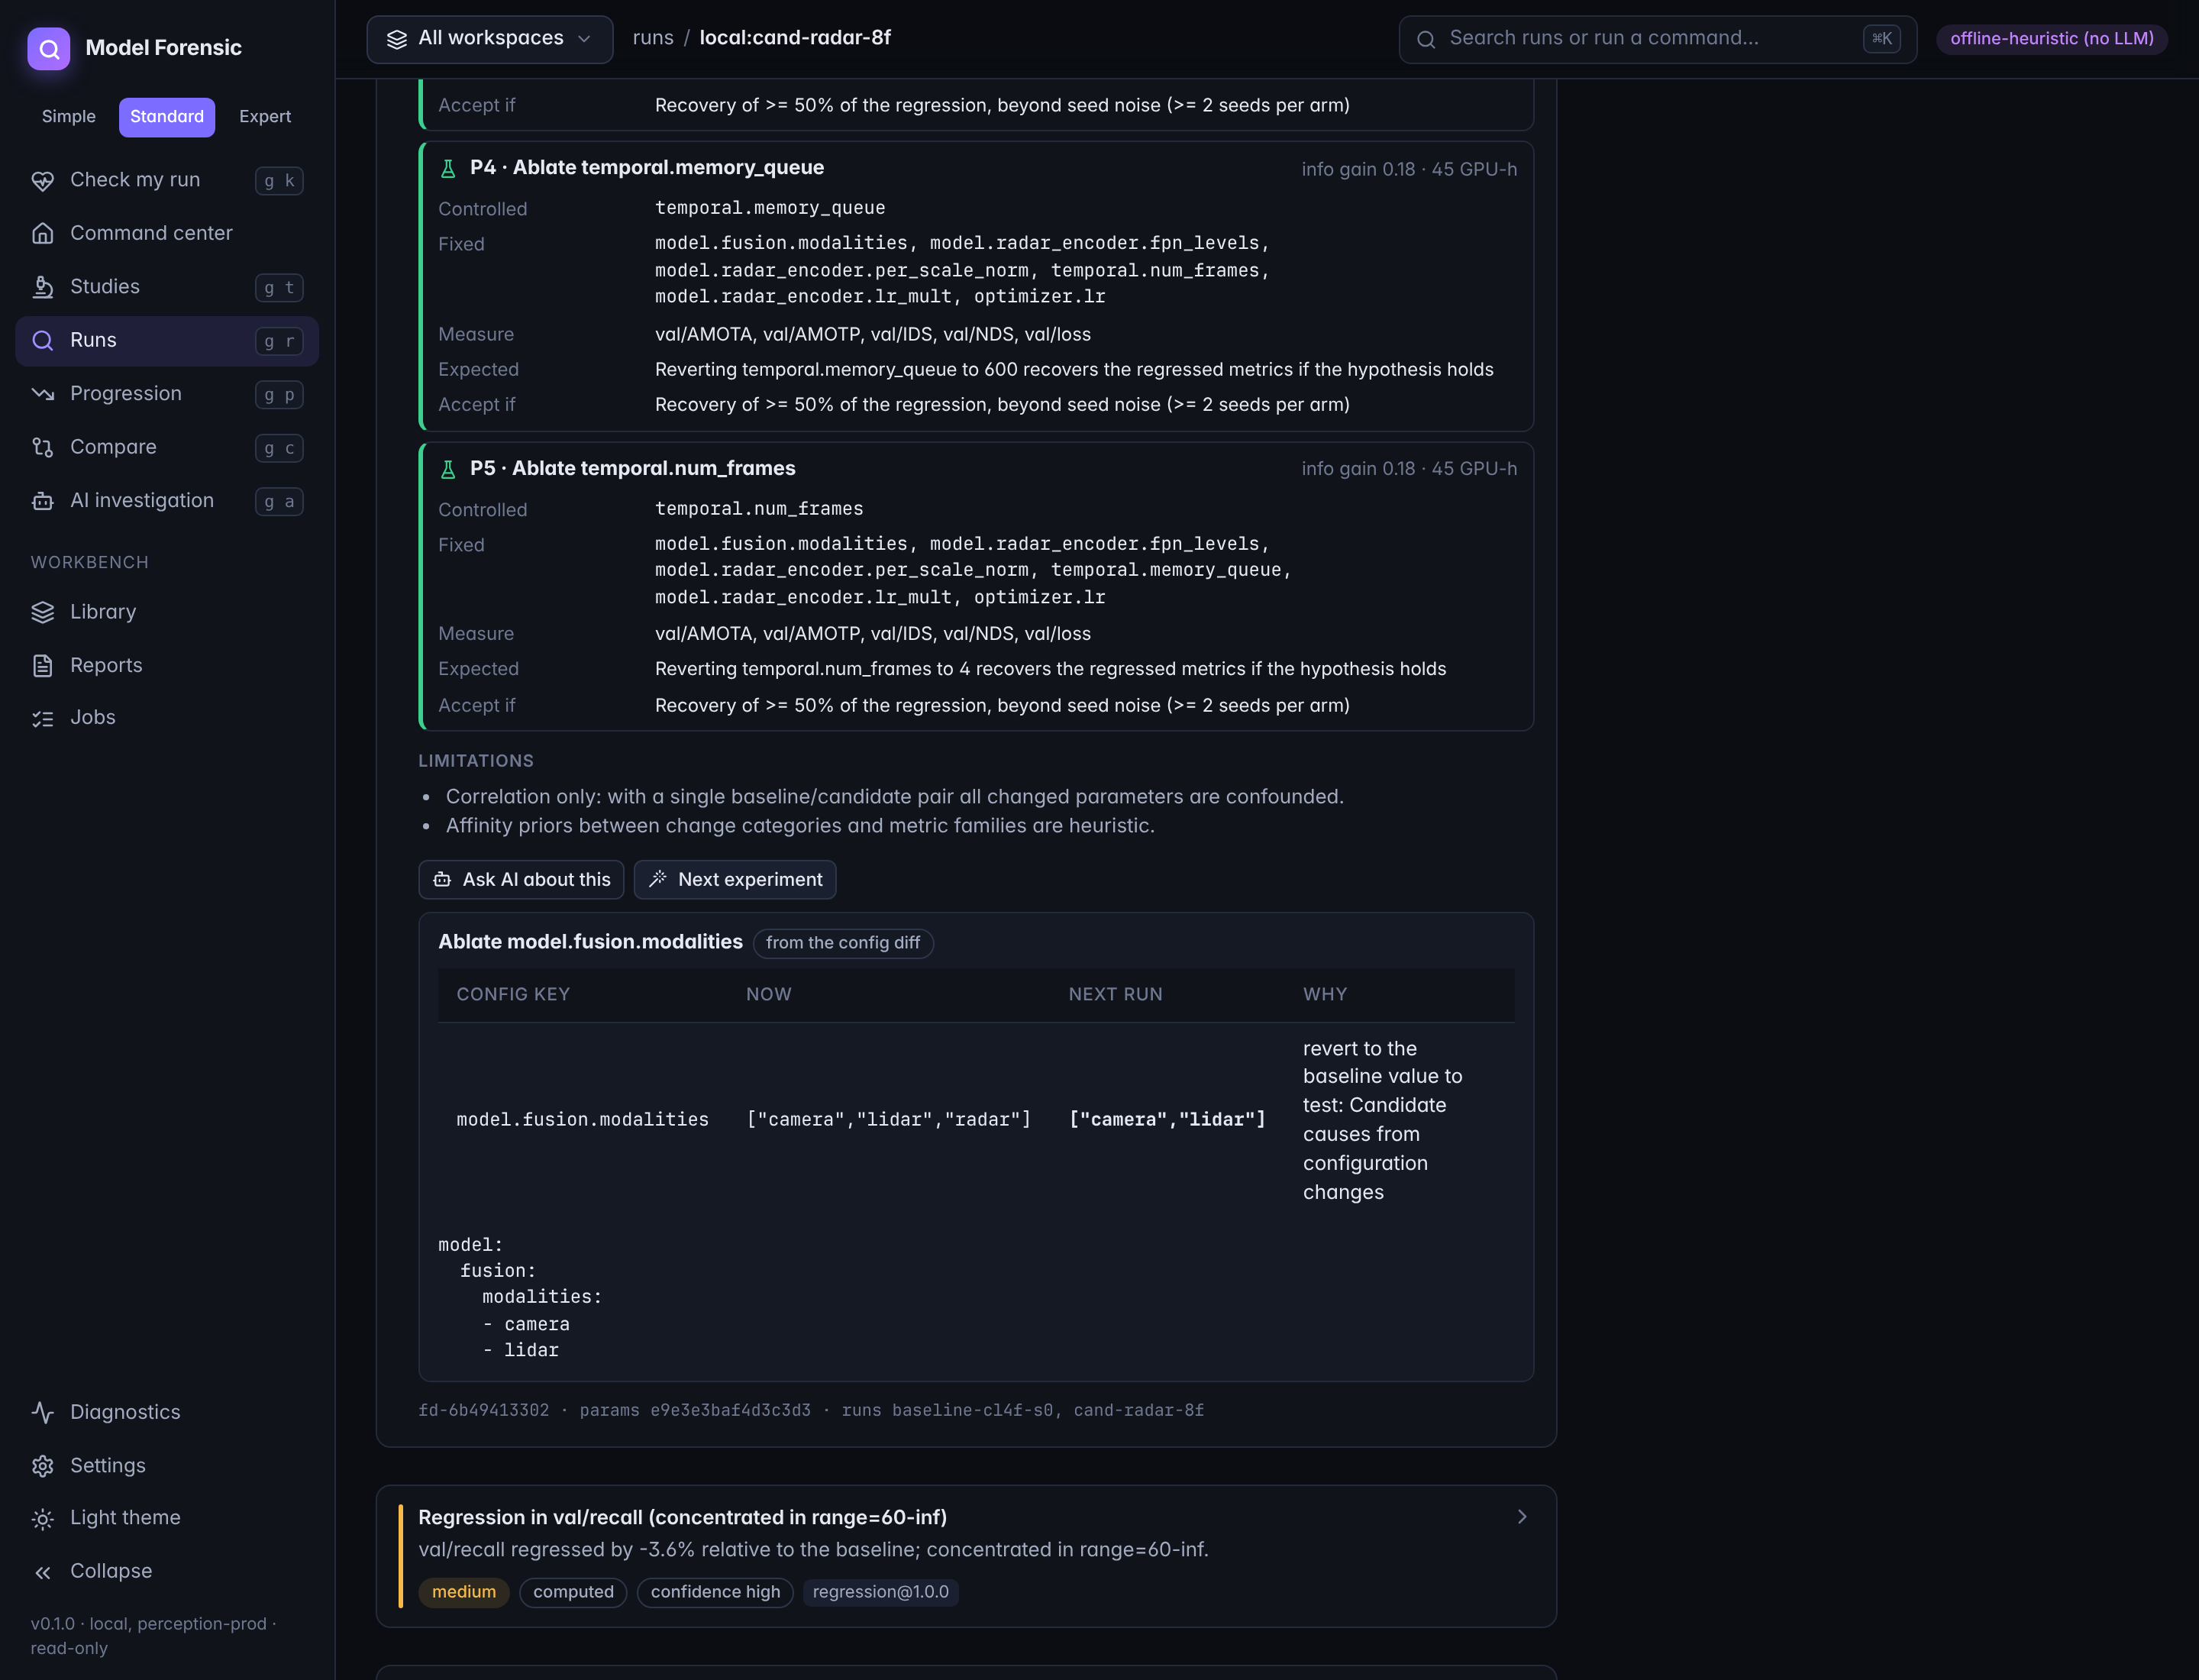 Model Forensic
Simple Standard Expert
Check my run g k
Command center
Studies g t
Runs g r
Progression g p
Compare g c
AI investigation g a
WORKBENCH
Library
Reports
Jobs
Diagnostics
Settings
Light theme
Collapse
v0.1.0 · local, perception-prod ·
read-only
All workspaces runs / local:cand-radar-8f Search runs or run a command... ⌘K offline-heuristic (no LLM)
Accept if Recovery of >= 50% of the regression, beyond seed noise (>= 2 seeds per arm)
P4 · Ablate temporal.memory_queue info gain 0.18 · 45 GPU-h
Controlled temporal.memory_queue
Fixed model.fusion.modalities, model.radar_encoder.fpn_levels,
model.radar_encoder.per_scale_norm, temporal.num_frames,
model.radar_encoder.lr_mult, optimizer.lr
Measure val/AMOTA, val/AMOTP, val/IDS, val/NDS, val/loss
Expected Reverting temporal.memory_queue to 600 recovers the regressed metrics if the hypothesis holds
Accept if Recovery of >= 50% of the regression, beyond seed noise (>= 2 seeds per arm)
P5 · Ablate temporal.num_frames info gain 0.18 · 45 GPU-h
Controlled temporal.num_frames
Fixed model.fusion.modalities, model.radar_encoder.fpn_levels,
model.radar_encoder.per_scale_norm, temporal.memory_queue,
model.radar_encoder.lr_mult, optimizer.lr
Measure val/AMOTA, val/AMOTP, val/IDS, val/NDS, val/loss
Expected Reverting temporal.num_frames to 4 recovers the regressed metrics if the hypothesis holds
Accept if Recovery of >= 50% of the regression, beyond seed noise (>= 2 seeds per arm)
LIMITATIONS
• Correlation only: with a single baseline/candidate pair all changed parameters are confounded.
• Affinity priors between change categories and metric families are heuristic.
Ask AI about this Next experiment
Ablate model.fusion.modalities from the config diff
CONFIG KEY NOW NEXT RUN WHY
model.fusion.modalities ["camera","lidar","radar"] ["camera","lidar"]
revert to the
baseline value to
test: Candidate
causes from
configuration
changes
model:
fusion:
modalities:
- camera
- lidar
fd-6b49413302 · params e9e3e3baf4d3c3d3 · runs baseline-cl4f-s0, cand-radar-8f
Regression in val/recall (concentrated in range=60-inf)
val/recall regressed by -3.6% relative to the baseline; concentrated in range=60-inf.
medium computed confidence high regression@1.0.0